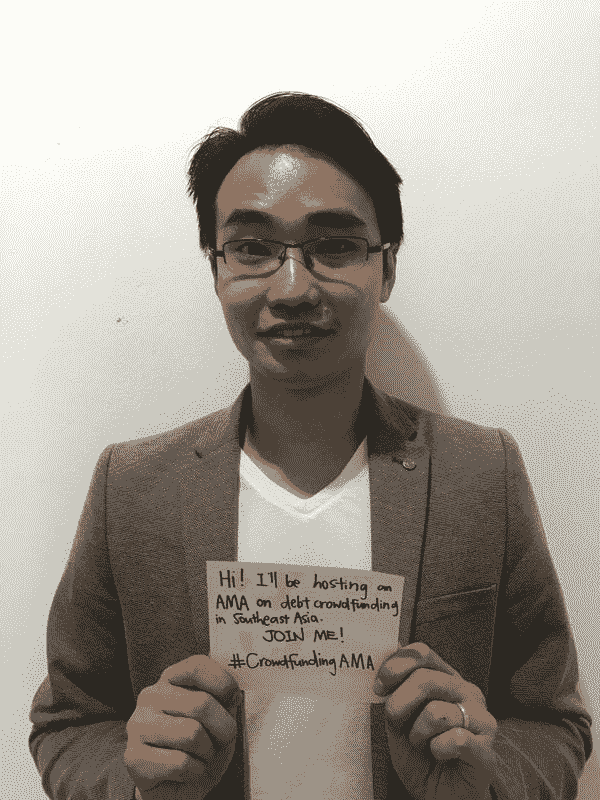 Hi! I'll be hosting an
AMA on debt crowdfunding
in Southeast Asia.
JOIN ME!
#CrowdfundingAMA